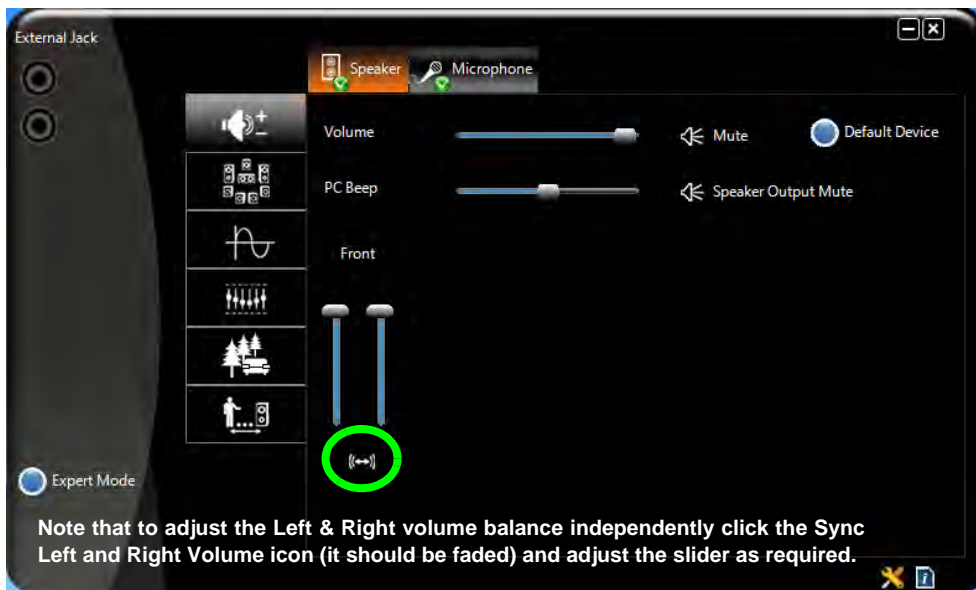 External Jack
Speaker
Microphone
Volume
Mute
Default Device
PC Beep
Speaker Output Mute
Front
Expert Mode
Note that to adjust the Left & Right volume balance independently click the Sync
Left and Right Volume icon (it should be faded) and adjust the slider as required.